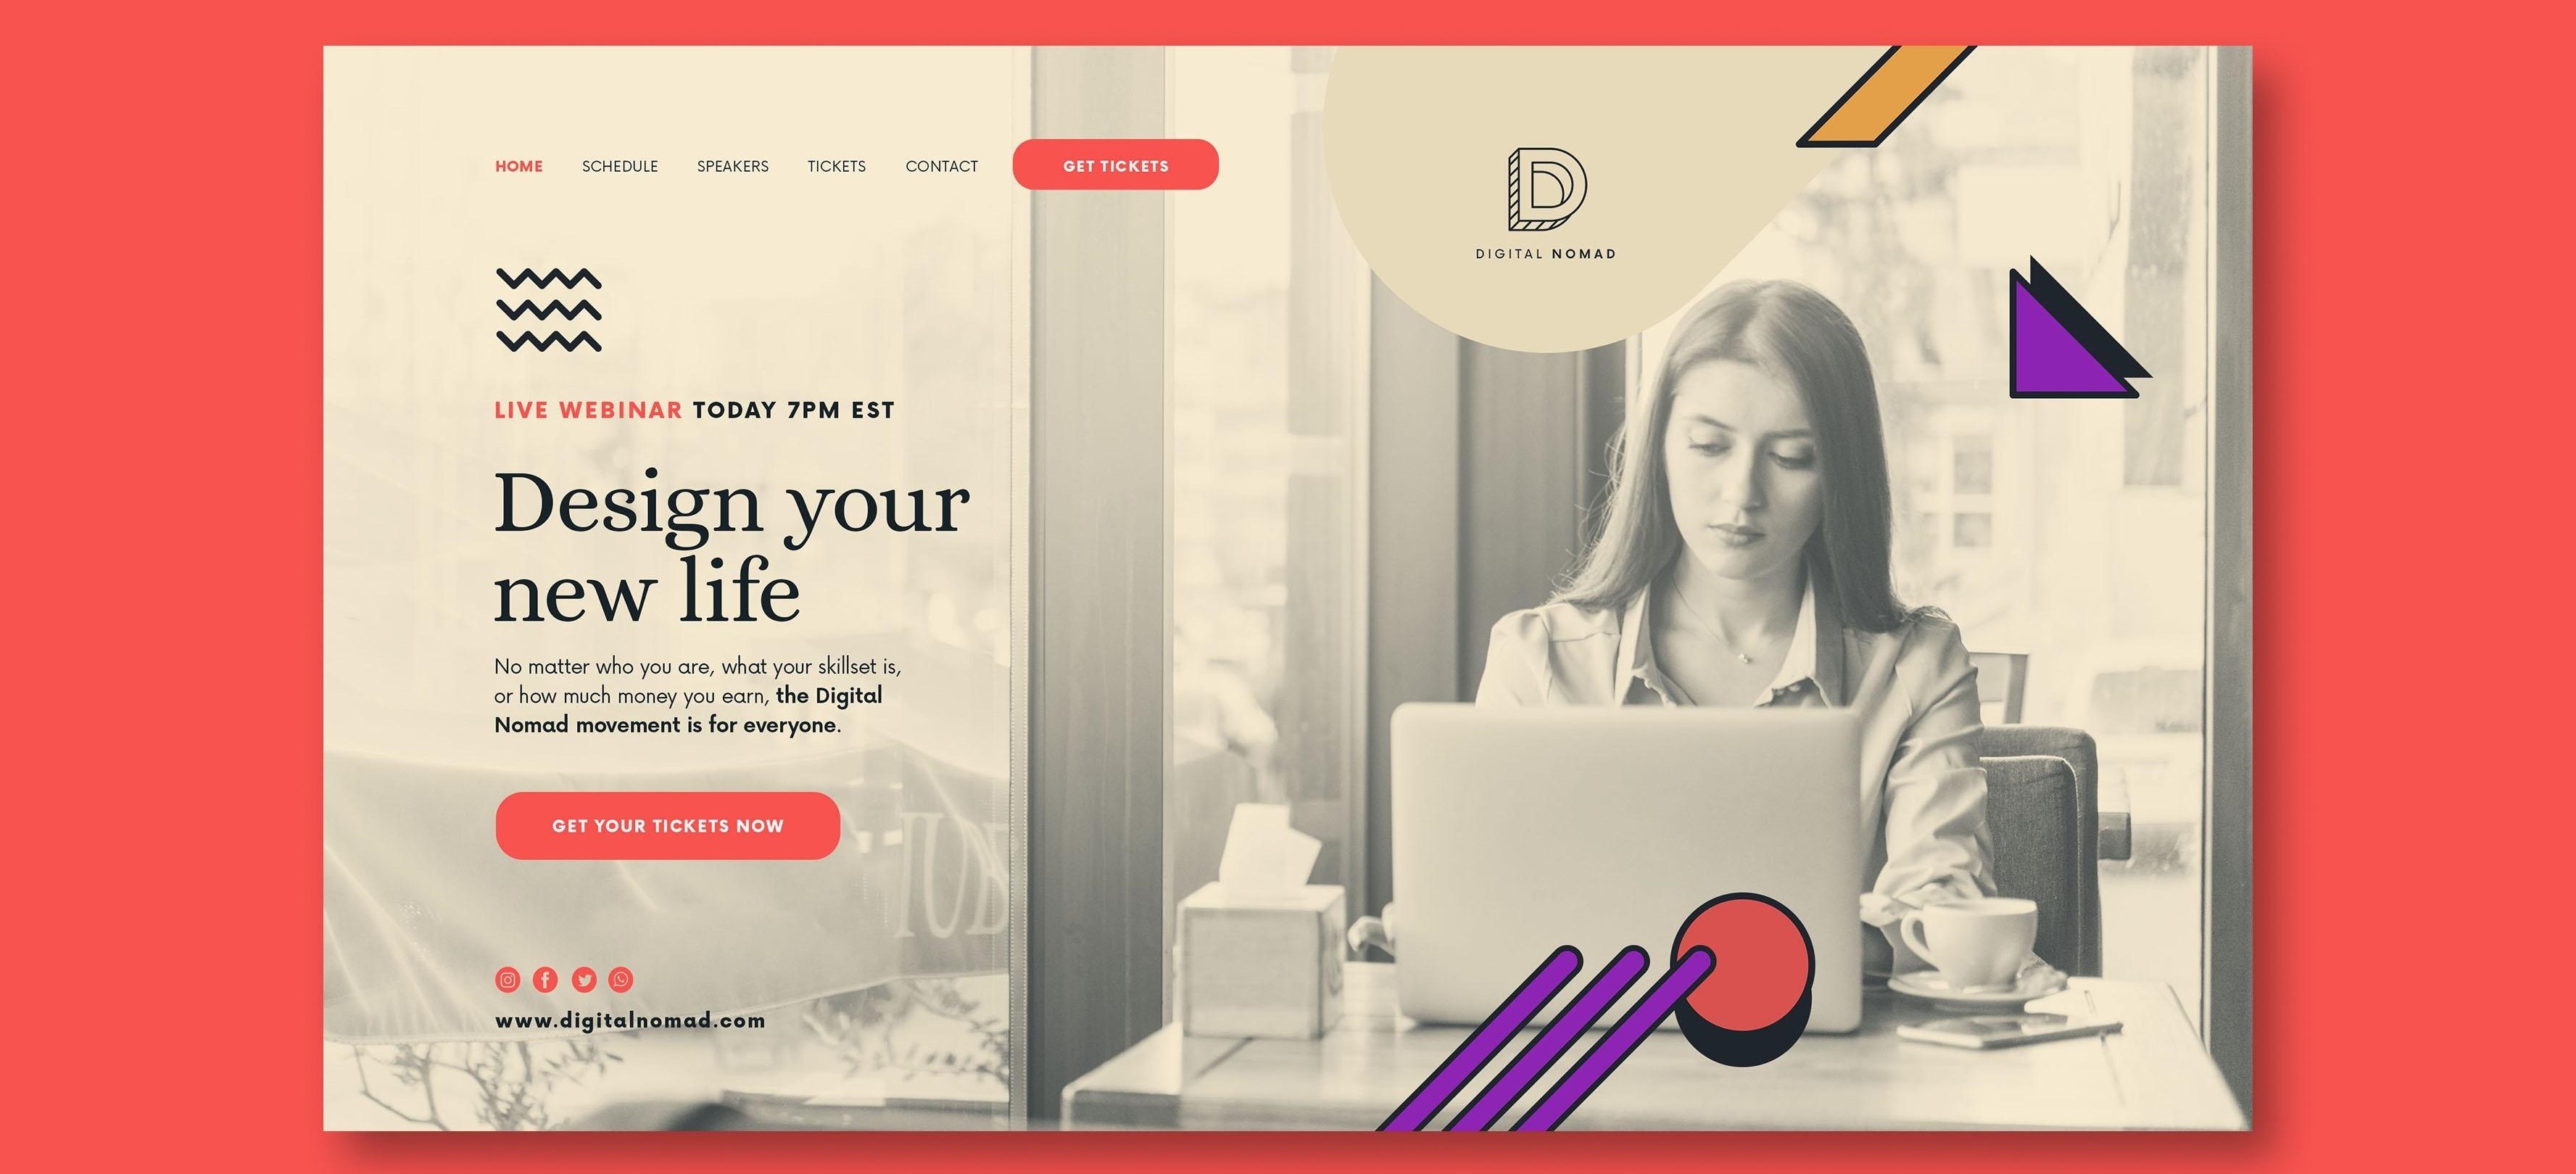 HOME SCHEDULE SPEAKERS TICKETS CONTACT GET TICKETS
DIGITAL NOMAD
LIVE WEBINAR TODAY 7PM EST
Design your
new life
No matter who you are, what your skillset is,
or how much money you earn, the Digital
Nomad movement is for everyone.
GET YOUR TICKETS NOW
www.digitalnomad.com